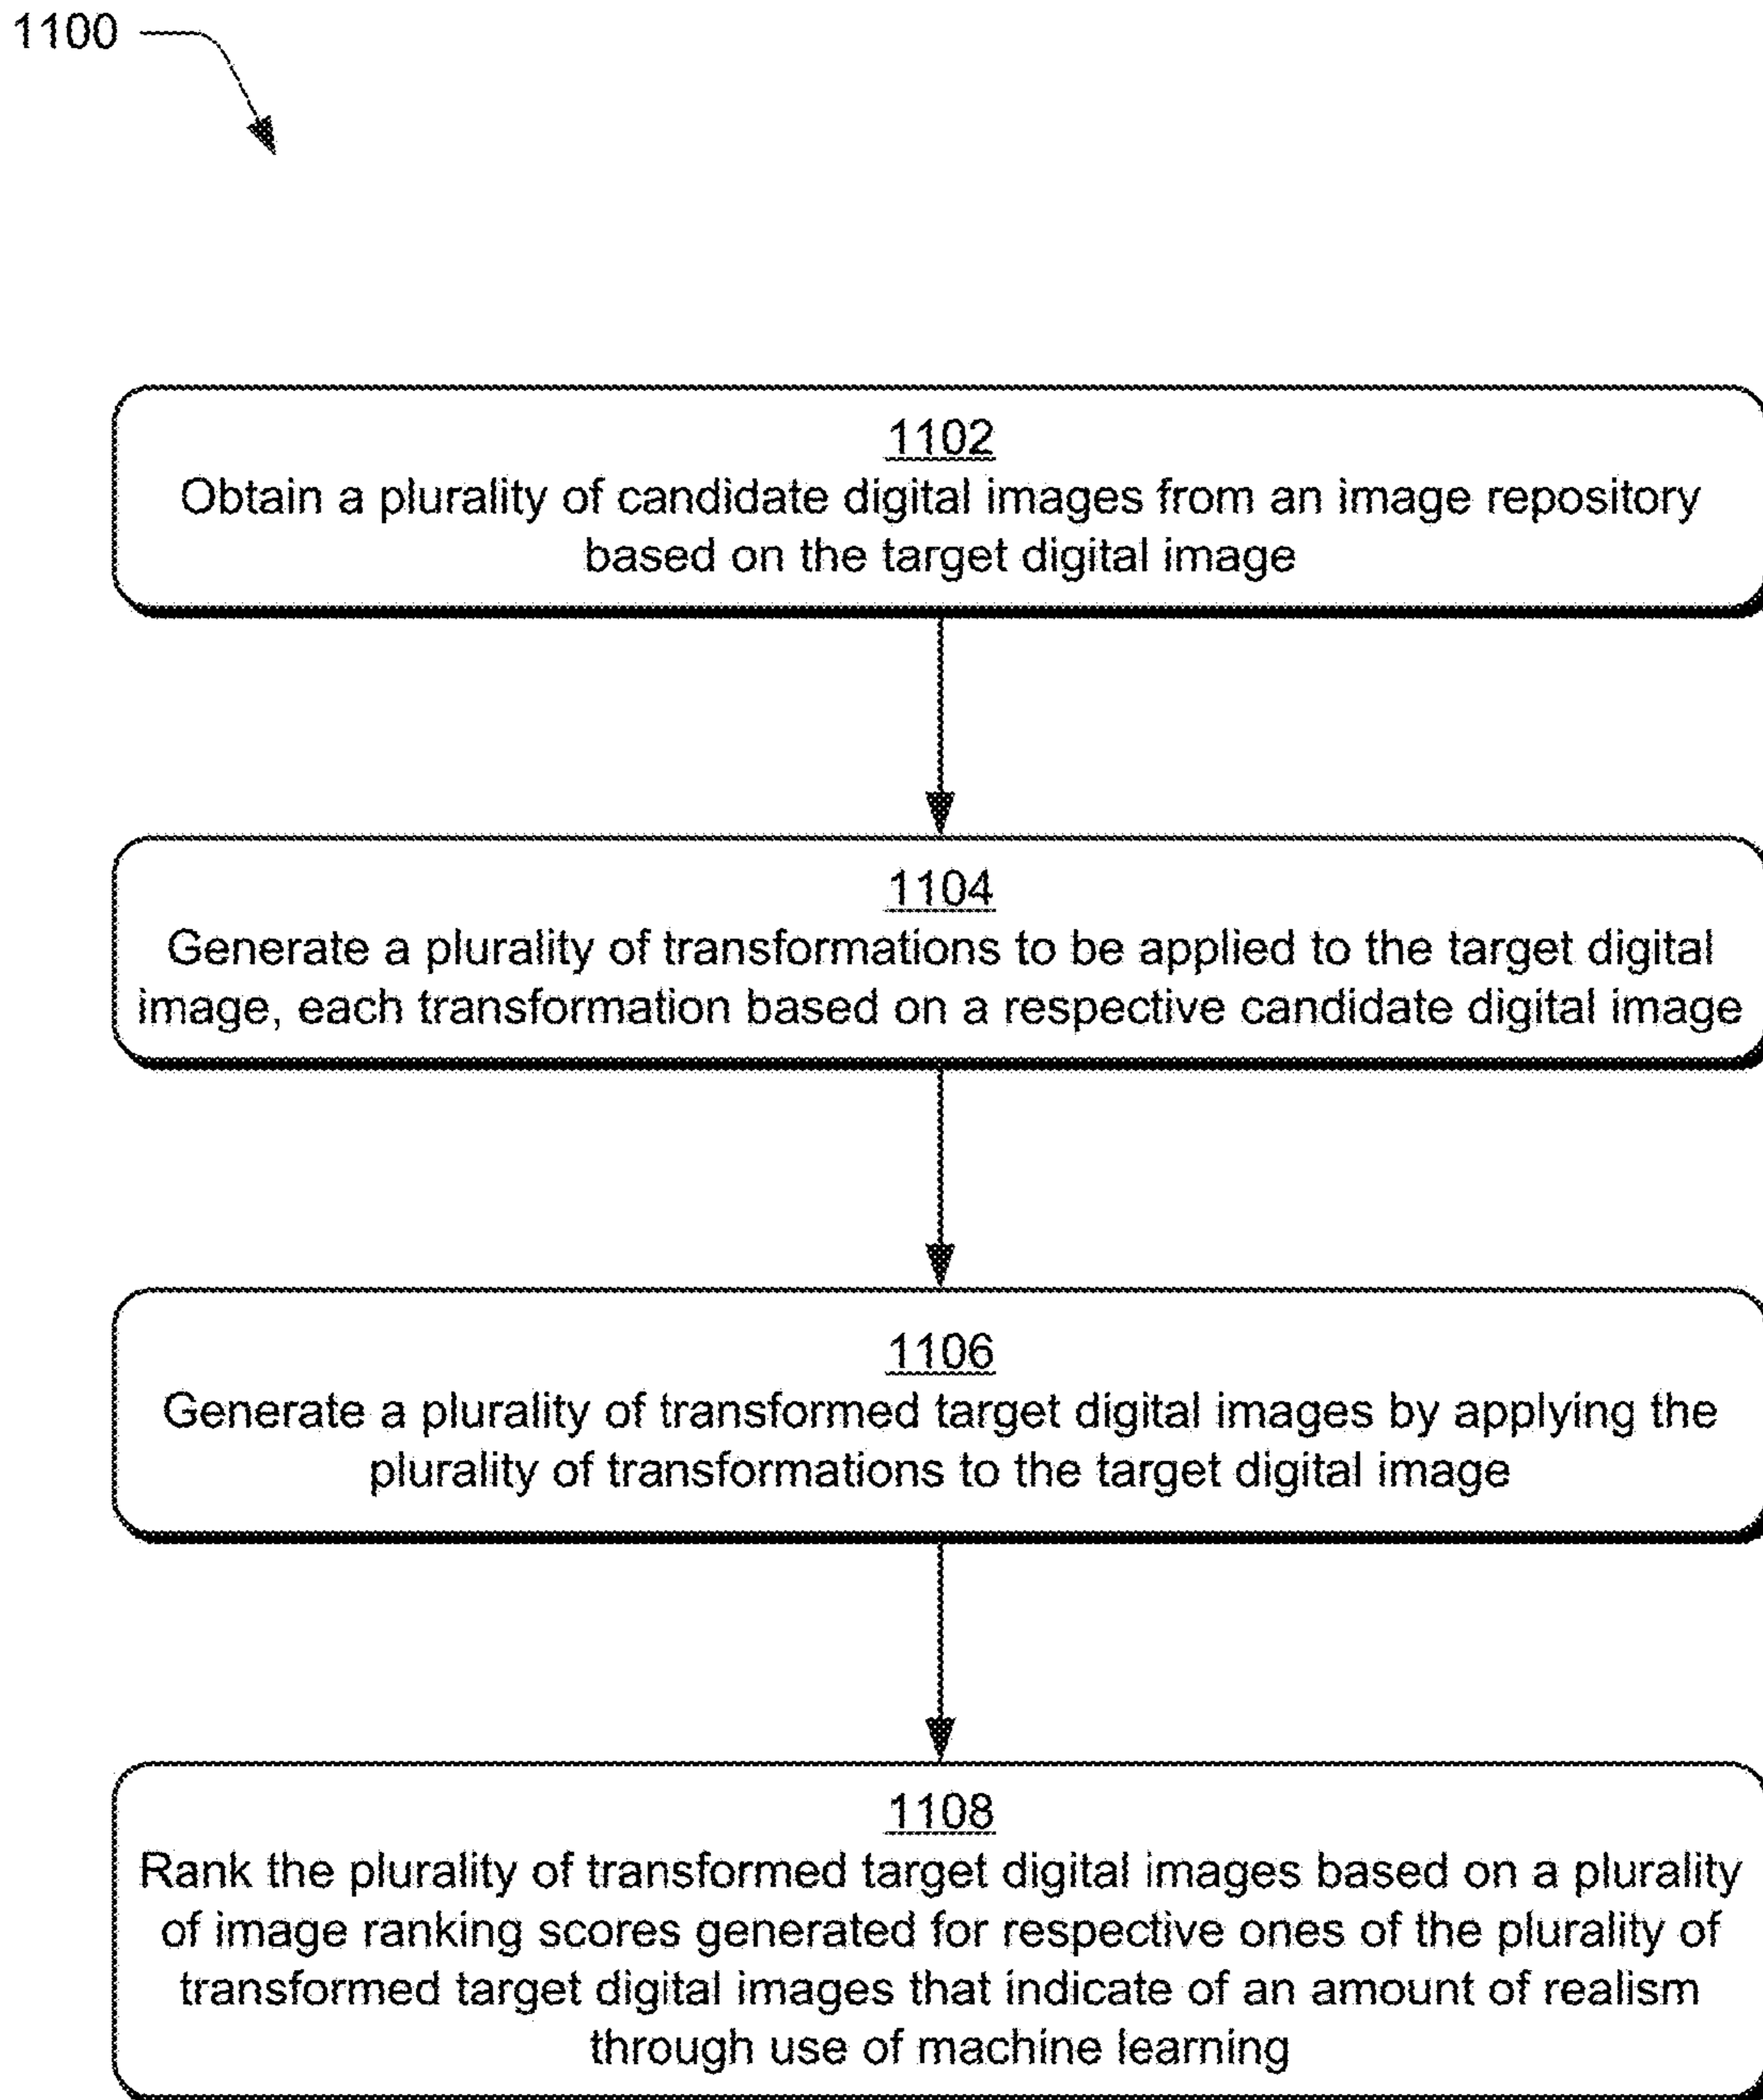 1100
1102
Obtain a plurality of candidate digital images from an image repository
based on the target digital image
1104
Generate a plurality of transformations to be applied to the target digital
image, each transformation based on a respective candidate digital image
1106
Generate a plurality of transformed target digital images by applying the
plurality of transformations to the target digital image
1108
Rank the plurality of transformed target digital images based on a plurality
of image ranking scores generated for respective ones of the plurality of
transformed target digital images that indicate of an amount of realism
through use of machine learning